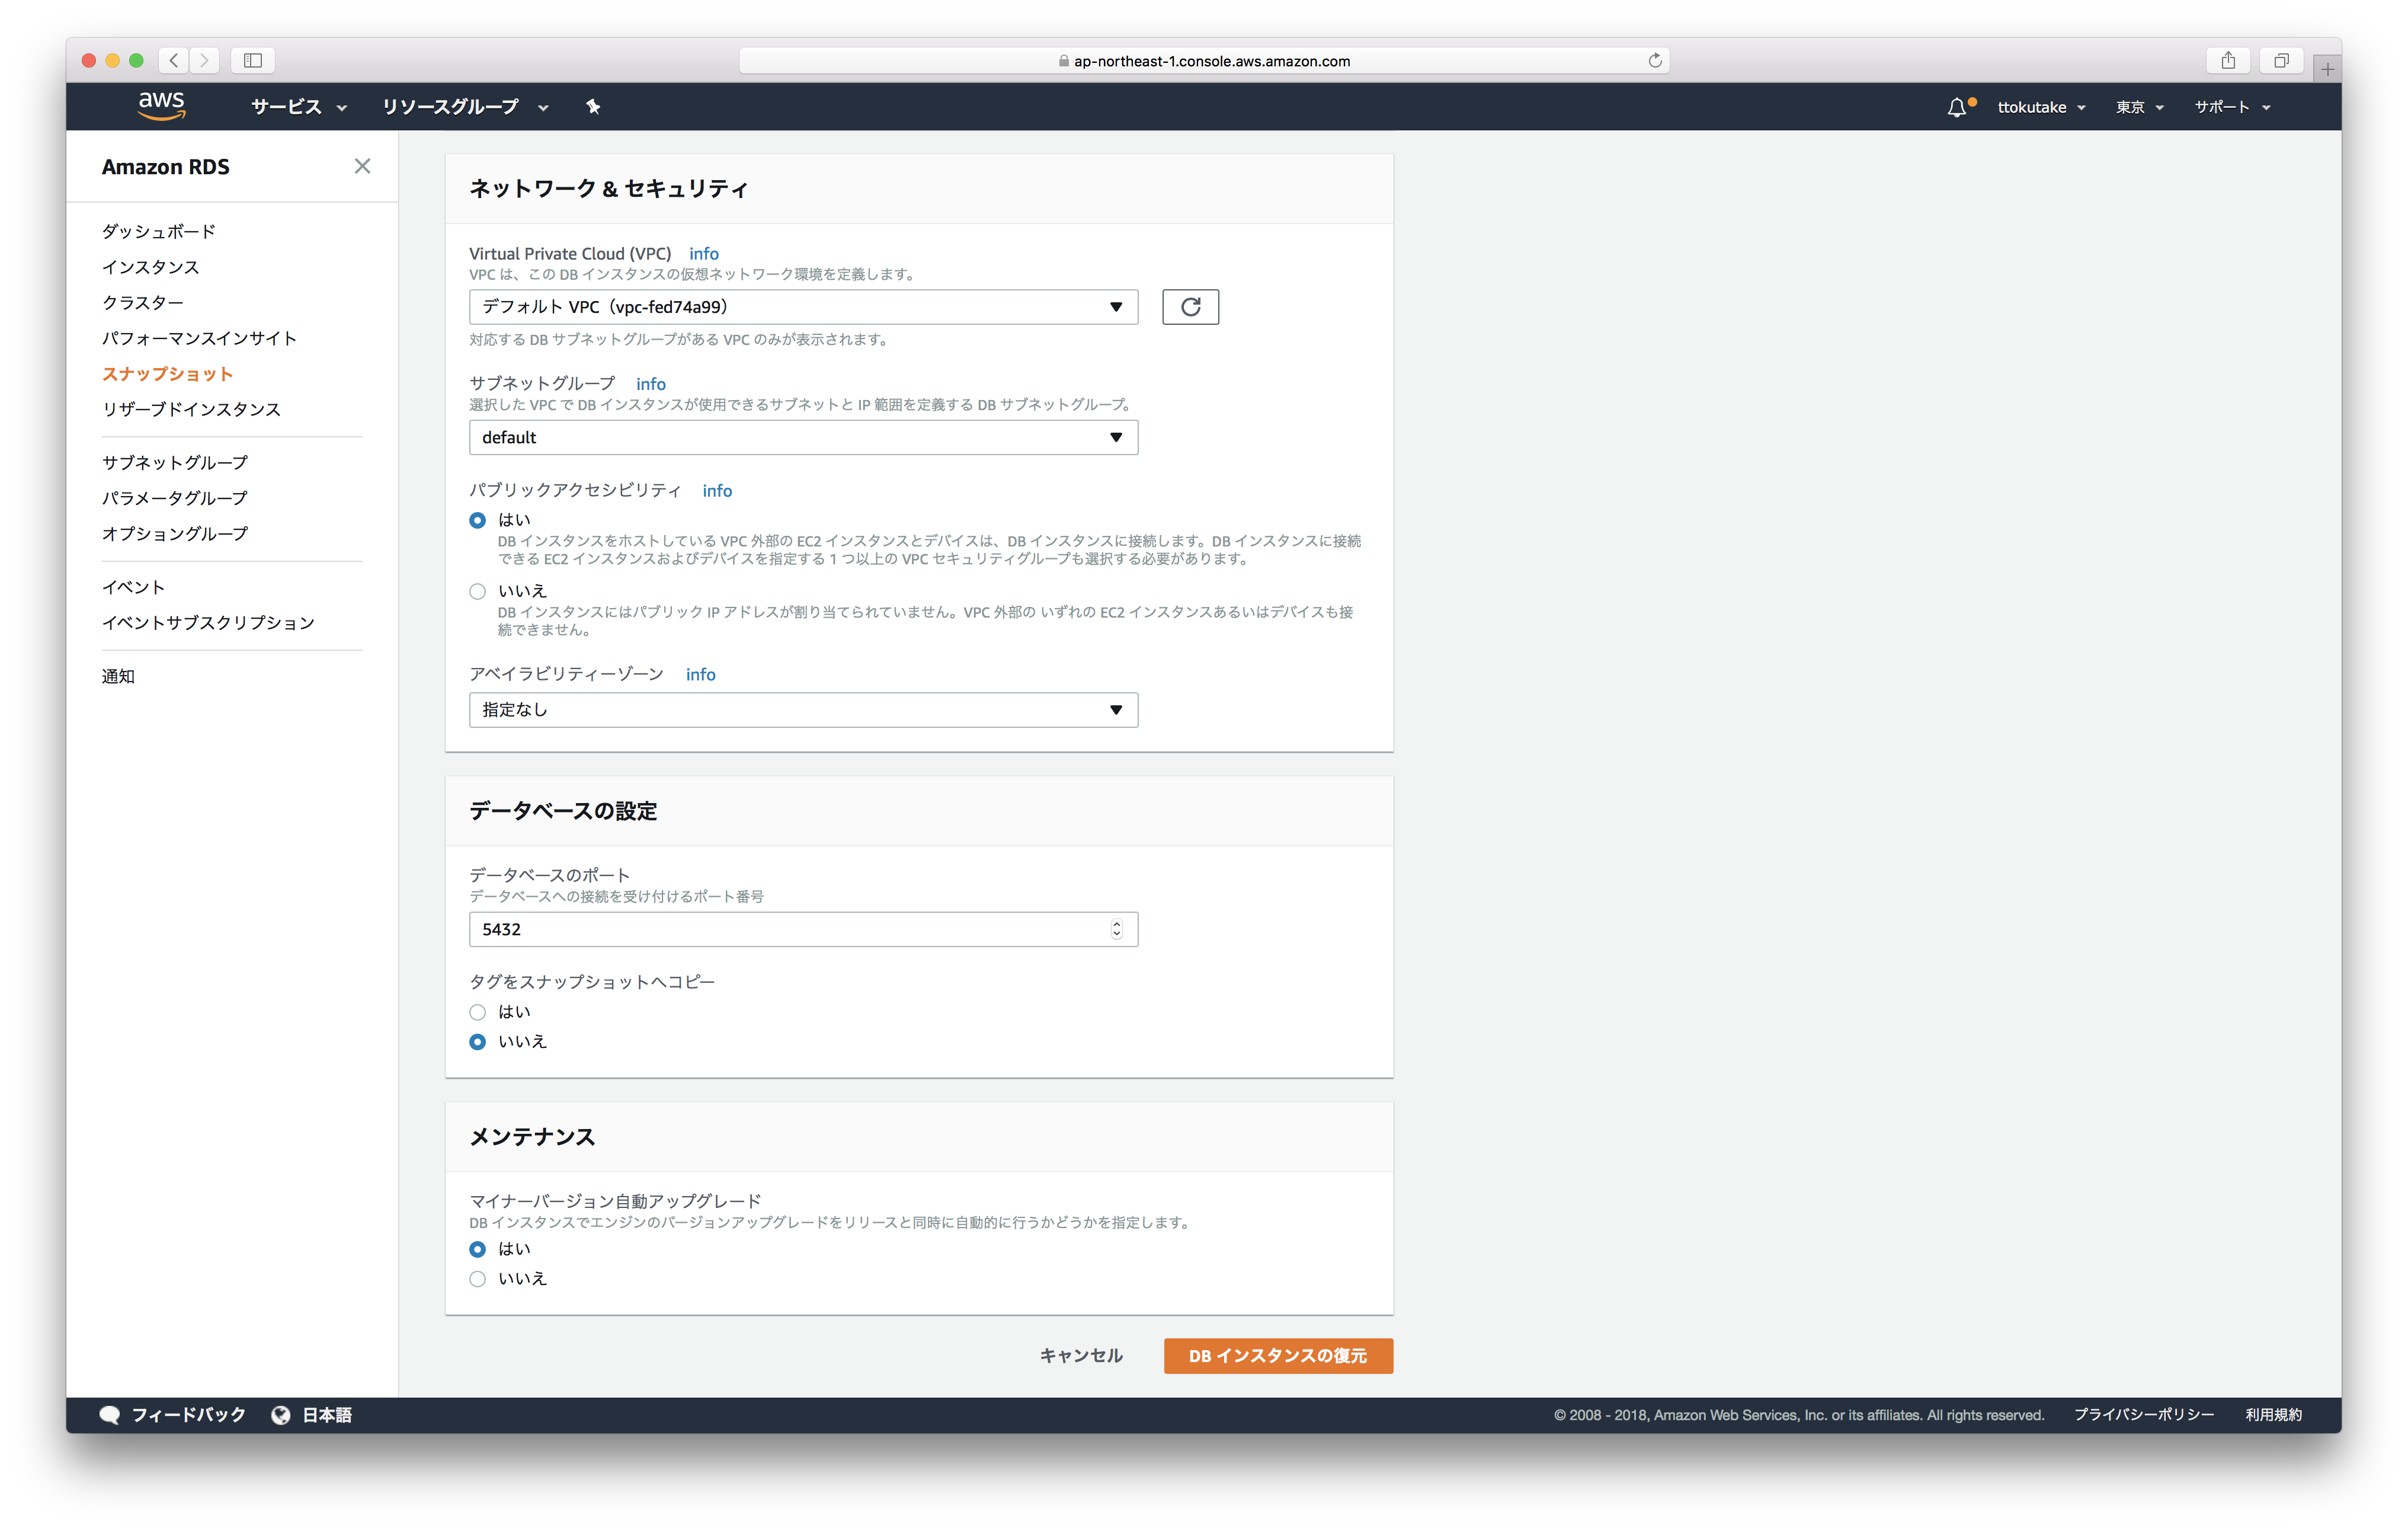 ap-northeast-1.console.aws.amazon.com
aws サービス リソースグループ ttokutake 東京 サポート
Amazon RDS
ダッシュボード
インスタンス
クラスター
パフォーマンスインサイト
スナップショット
リザーブドインスタンス
サブネットグループ
パラメータグループ
オプショングループ
イベント
イベントサブスクリプション
通知
ネットワーク & セキュリティ
Virtual Private Cloud (VPC) info
VPC は、この DB インスタンスの仮想ネットワーク環境を定義します。
デフォルト VPC（vpc-fed74a99）
対応する DB サブネットグループがある VPC のみが表示されます。
サブネットグループ info
選択した VPC で DB インスタンスが使用できるサブネットと IP 範囲を定義する DB サブネットグループ。
default
パブリックアクセシビリティ info
はい
DB インスタンスをホストしている VPC 外部の EC2 インスタンスとデバイスは、DB インスタンスに接続します。DB インスタンスに接続
できる EC2 インスタンスおよびデバイスを指定する 1 つ以上の VPC セキュリティグループも選択する必要があります。
いいえ
DB インスタンスにはパブリック IP アドレスが割り当てられていません。VPC 外部の いずれの EC2 インスタンスあるいはデバイスも接
続できません。
アベイラビリティーゾーン info
指定なし
データベースの設定
データベースのポート
データベースへの接続を受け付けるポート番号
5432
タグをスナップショットへコピー
はい
いいえ
メンテナンス
マイナーバージョン自動アップグレード
DB インスタンスでエンジンのバージョンアップグレードをリリースと同時に自動的に行うかどうかを指定します。
はい
いいえ
キャンセル DB インスタンスの復元
フィードバック 日本語 © 2008 - 2018, Amazon Web Services, Inc. or its affiliates. All rights reserved. プライバシーポリシー 利用規約